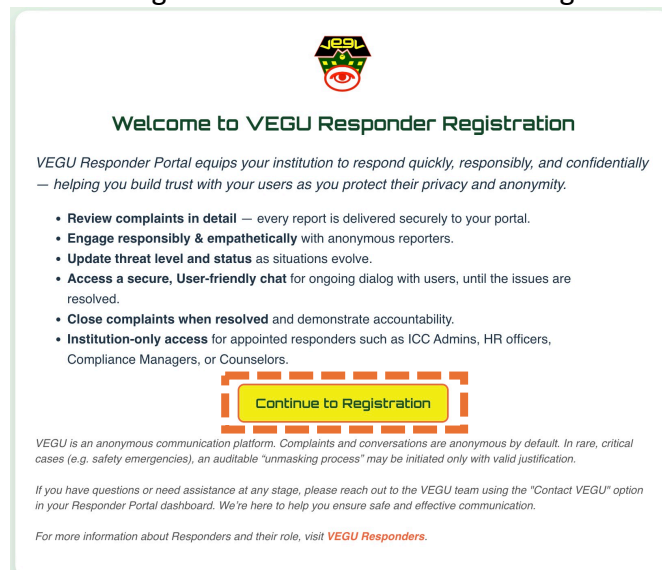 VEGU
Welcome to VEGU Responder Registration
VEGU Responder Portal equips your institution to respond quickly, responsibly, and confidentially
— helping you build trust with your users as you protect their privacy and anonymity.
• Review complaints in detail — every report is delivered securely to your portal.
• Engage responsibly & empathetically with anonymous reporters.
• Update threat level and status as situations evolve.
• Access a secure, User-friendly chat for ongoing dialog with users, until the issues are
resolved.
• Close complaints when resolved and demonstrate accountability.
• Institution-only access for appointed responders such as ICC Admins, HR officers,
Compliance Managers, or Counselors.
Continue to Registration
VEGU is an anonymous communication platform. Complaints and conversations are anonymous by default. In rare, critical
cases (e.g. safety emergencies), an auditable “unmasking process” may be initiated only with valid justification.
If you have questions or need assistance at any stage, please reach out to the VEGU team using the "Contact VEGU" option
in your Responder Portal dashboard. We’re here to help you ensure safe and effective communication.
For more information about Responders and their role, visit VEGU Responders.